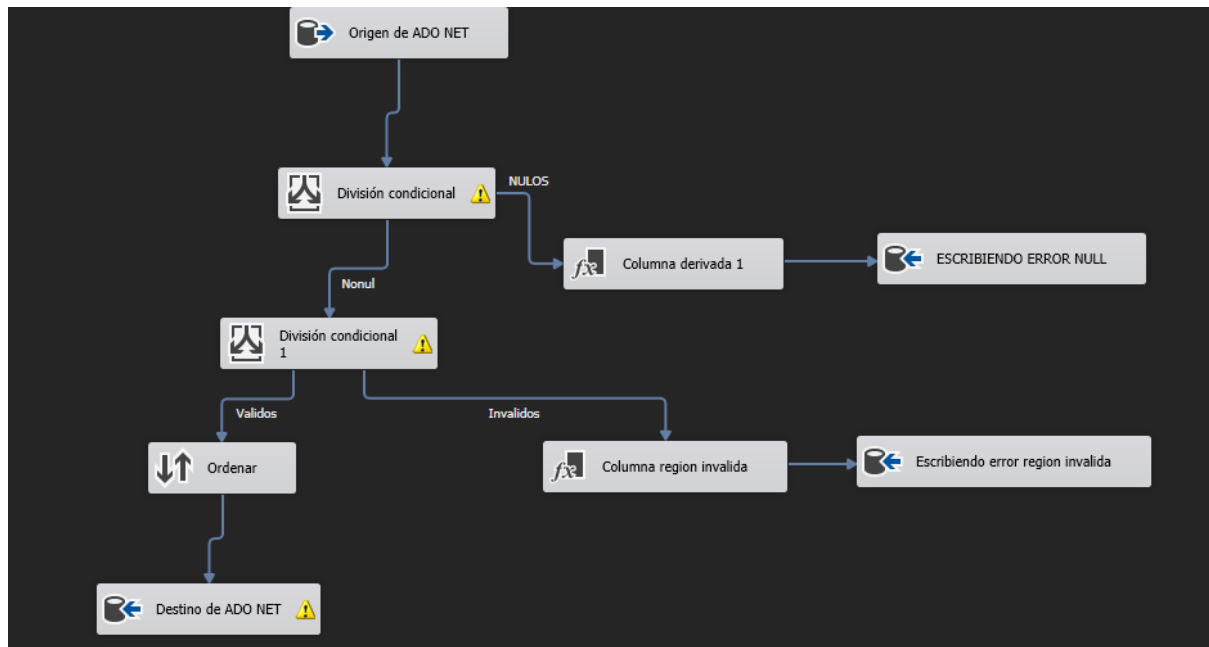 Origen de ADO NET
División condicional
NULOS
Columna derivada 1
ESCRIBIENDO ERROR NULL
Nonul
División condicional
1
Validos
Invalidos
Ordenar
Columna region invalida
Escribiendo error region invalida
Destino de ADO NET